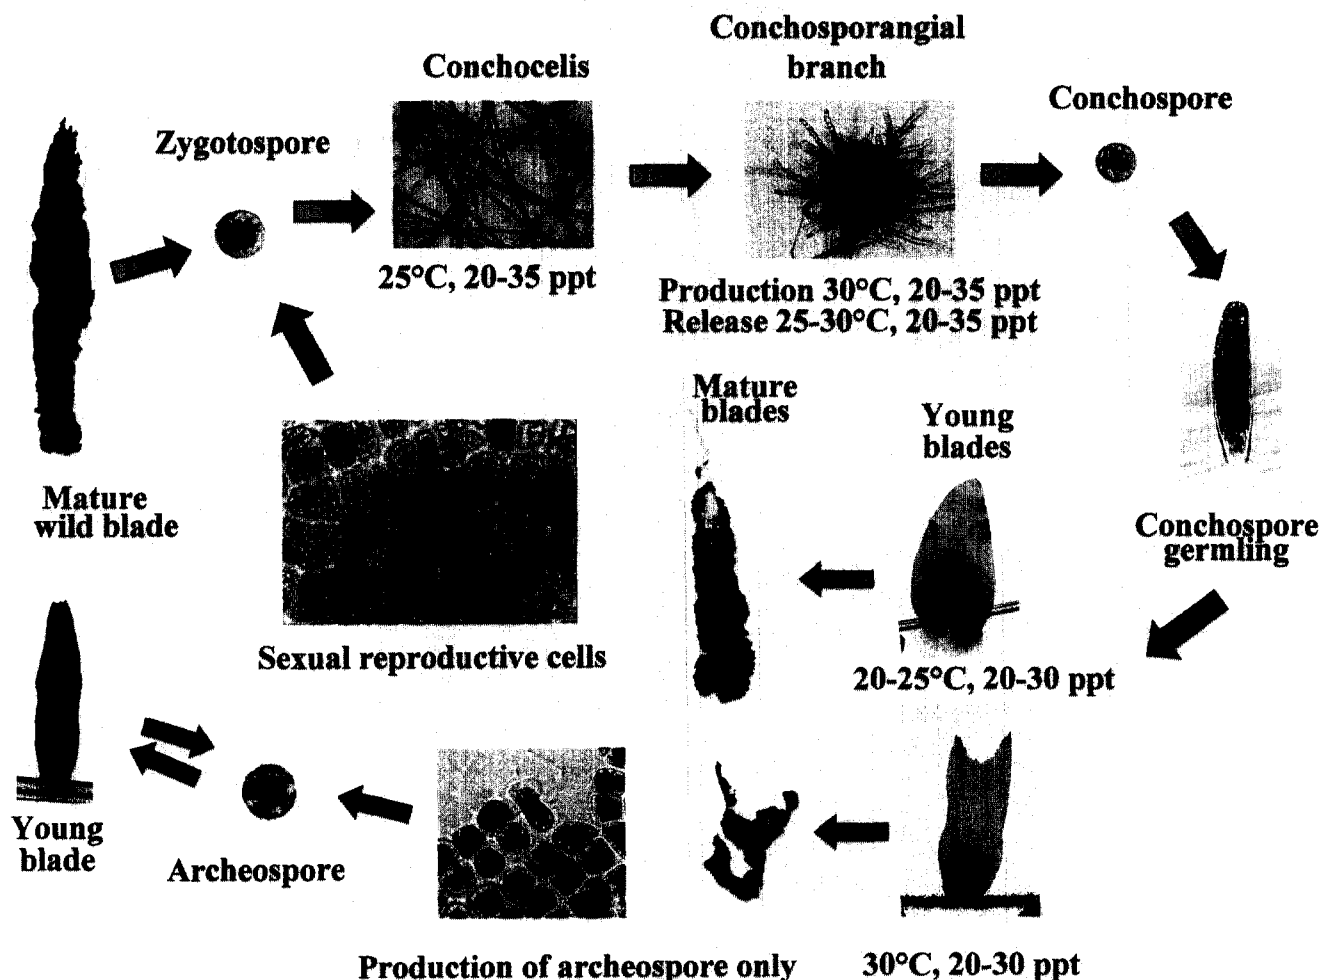 Conchosporangial
branch
Conchocelis
Conchospore
Zygotospore
25°C, 20-35 ppt
Production 30°C, 20-35 ppt
Release 25-30°C, 20-35 ppt
Mature
blades
Young
blades
Mature
wild blade
Conchospore
germling
Sexual reproductive cells
20-25°C, 20-30 ppt
Young
blade
Archeospore
Production of archeospore only
30°C, 20-30 ppt